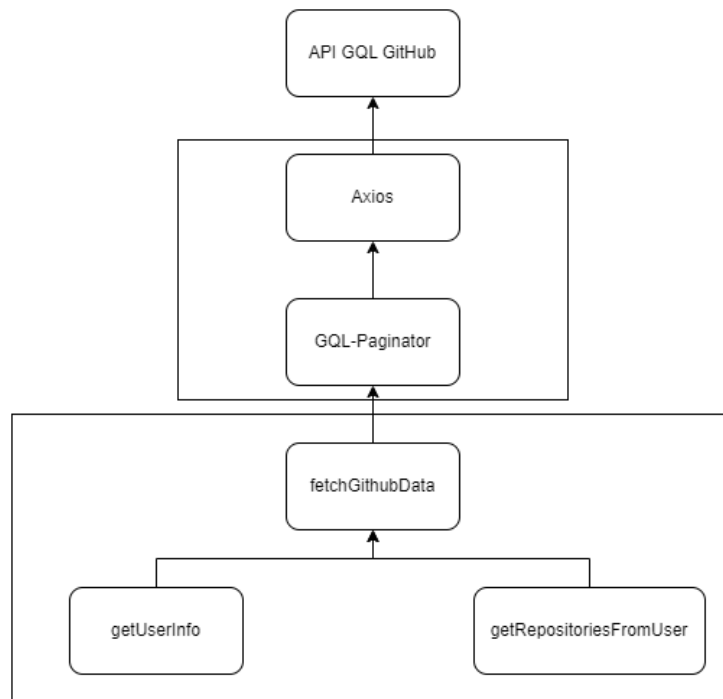 API GQL GitHub
Axios
GQL-Paginator
fetchGithubData
getUserInfo
getRepositoriesFromUser